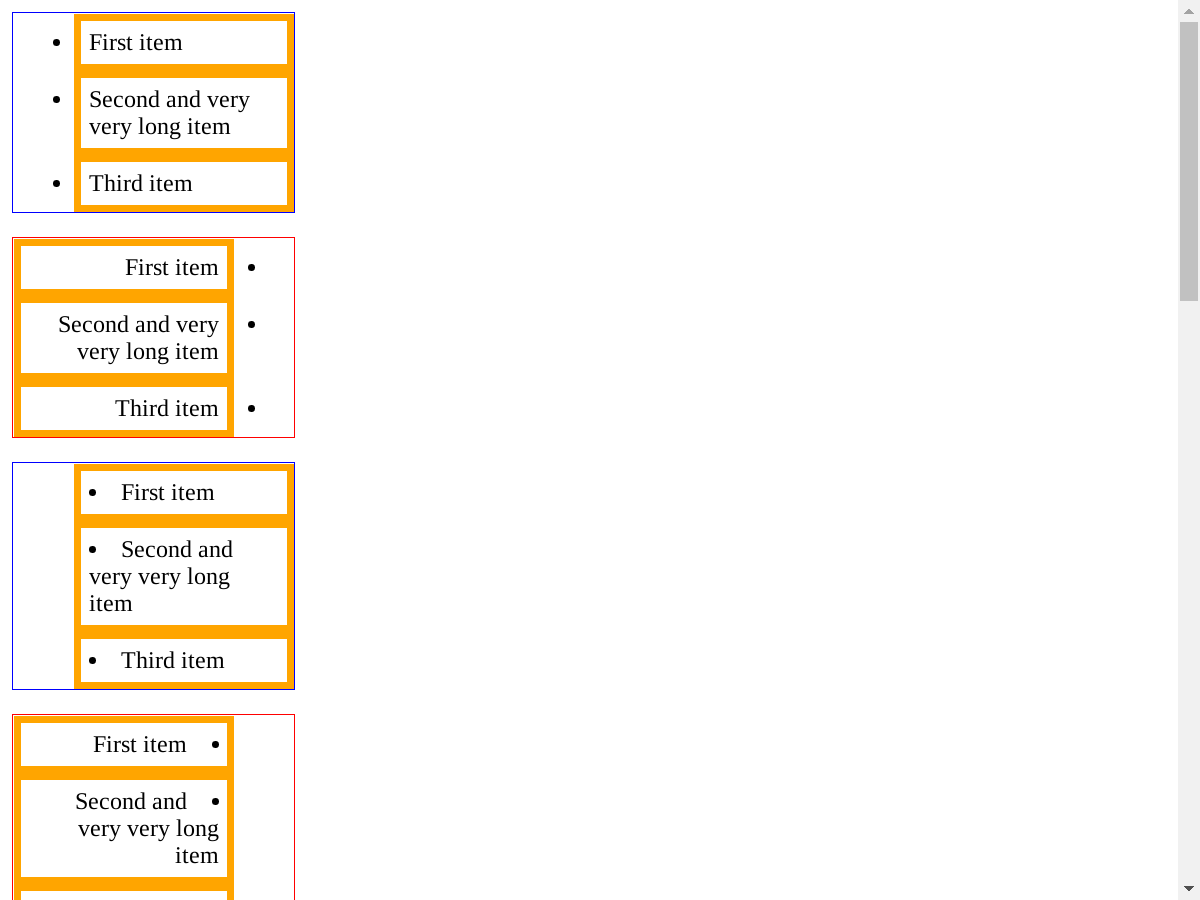 • First item
• Second and very
very long item
• Third item
First item •
Second and very •
very long item
Third item •
• First item
• Second and
very very long
item
• Third item
First item •
Second and •
very very long
item